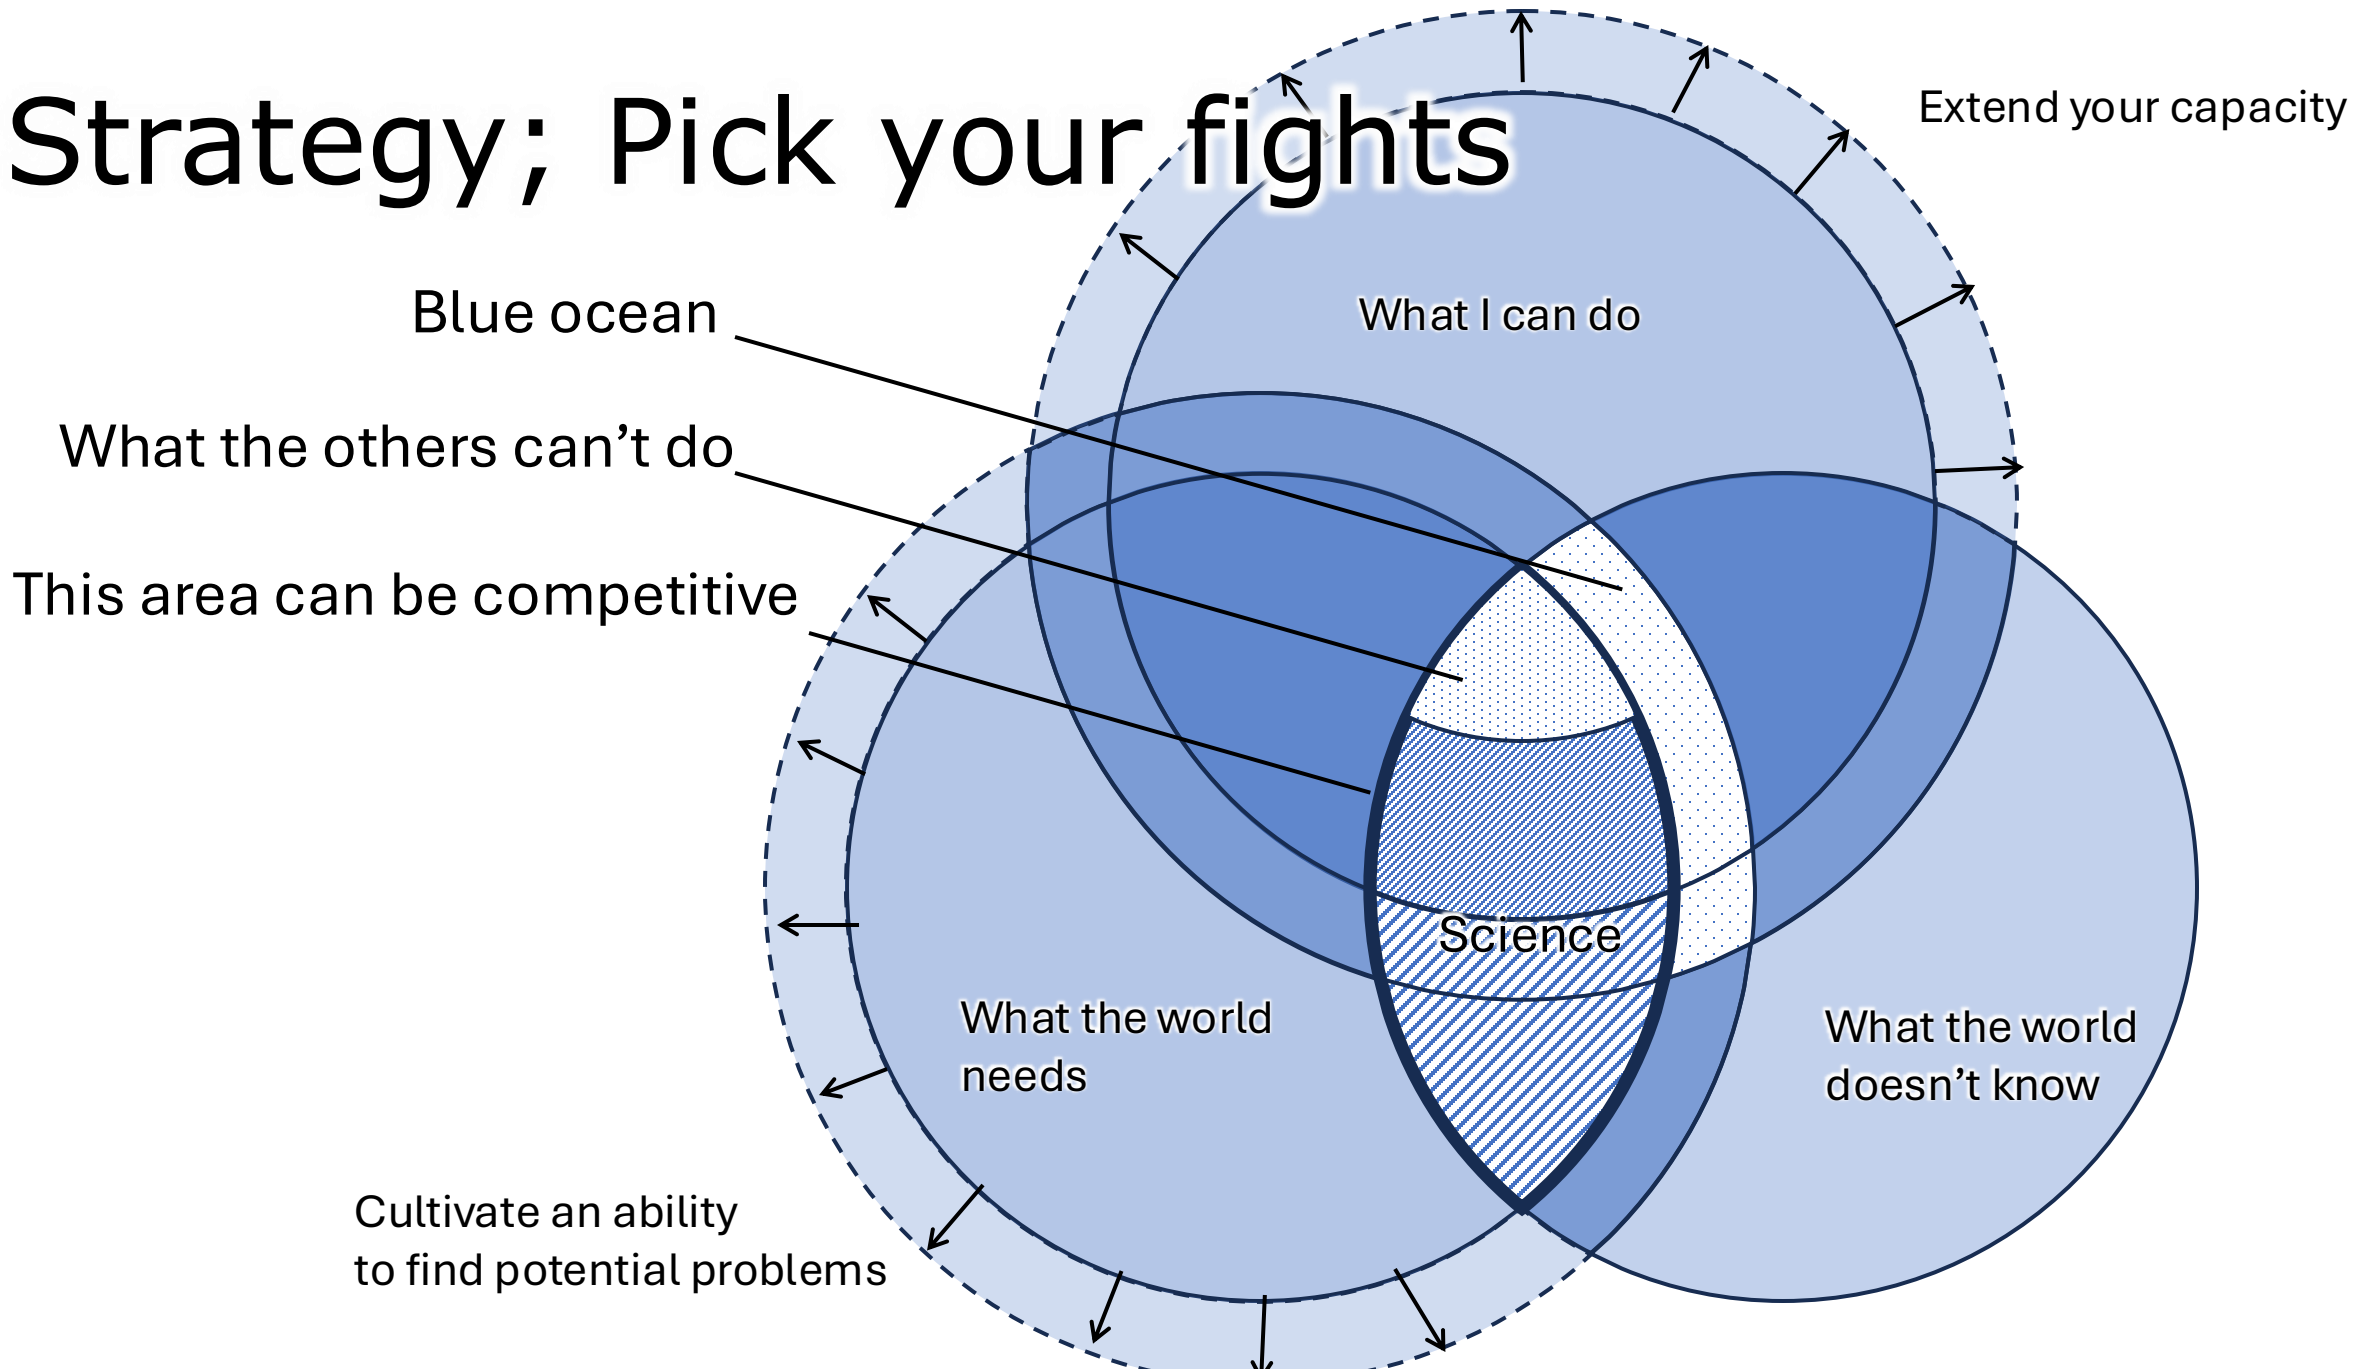 Strategy; Pick your fights
Extend your capacity
Blue ocean
What I can do
What the others can’t do
This area can be competitive
Science
What the world
needs
What the world
doesn’t know
Cultivate an ability
to find potential problems